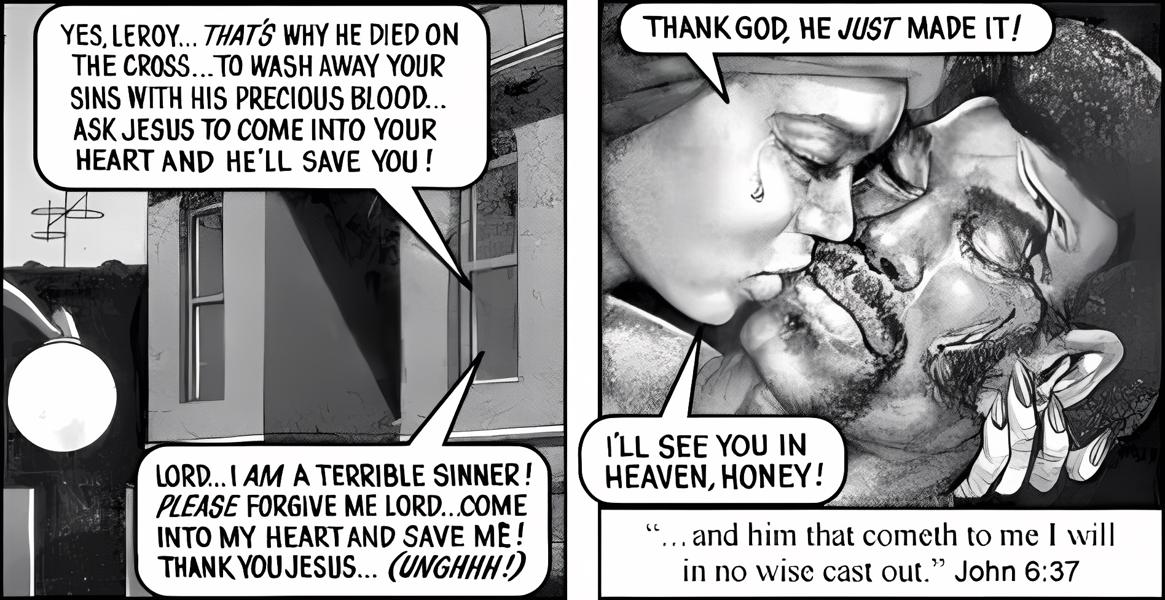 YES, LEROY... THAT'S WHY HE DIED ON
THE CROSS...TO WASH AWAY YOUR
SINS WITH HIS PRECIOUS BLOOD...
ASK JESUS TO COME INTO YOUR
HEART AND HE'LL SAVE YOU!
LORD...I AM A TERRIBLE SINNER!
PLEASE FORGIVE ME LORD...COME
INTO MY HEART AND SAVE ME!
THANK YOU JESUS... (UNGHHH!)
THANK GOD, HE JUST MADE IT!
I'LL SEE YOU IN
HEAVEN, HONEY!
“...and him that cometh to me I will
in no wise cast out.” John 6:37